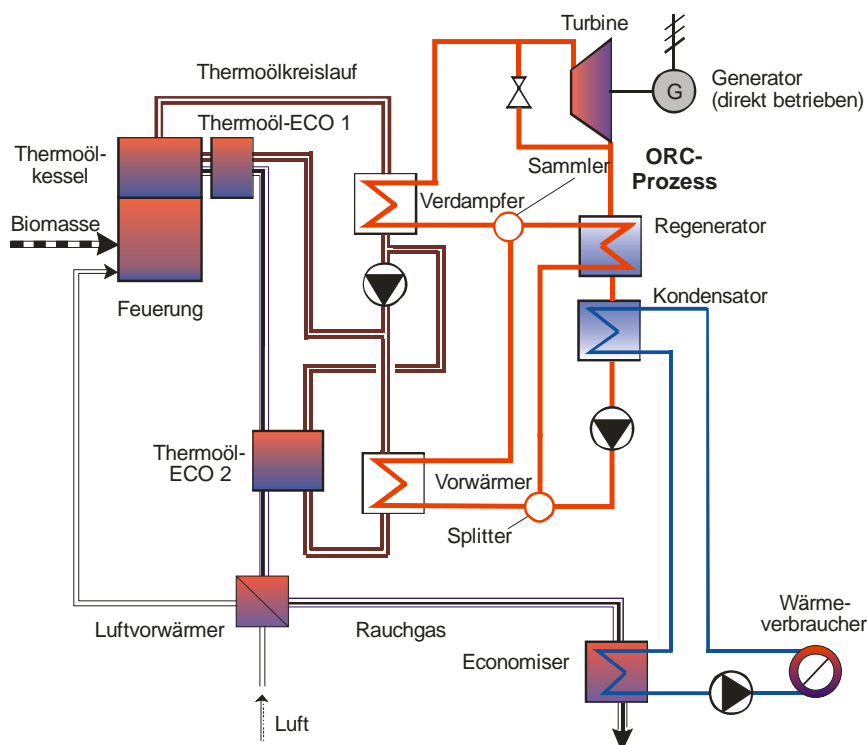 Turbine
Thermoölkreislauf
Generator
(direkt betrieben)
G
Thermoöl-ECO 1
Thermoöl-
kessel
Sammler
ORC-
Prozess
Verdampfer
Biomasse
Regenerator
Feuerung
Kondensator
Thermoöl-
ECO 2
Vorwärmer
Splitter
Luftvorwärmer
Rauchgas
Economiser
Wärme-
verbraucher
Luft